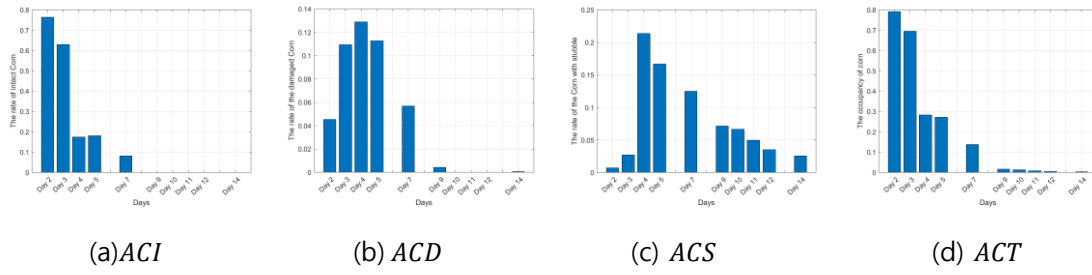 The rate of intact Corn
0.8
0.7
0.6
0.5
0.4
0.3
0.2
0.1
0
Day 2 Day 3 Day 4 Day 5 Day 7 Day 9 Day 10 Day 11 Day 12 Day 14
Days
(a)ACI
The rate of the damaged Corn
0.14
0.12
0.1
0.08
0.06
0.04
0.02
0
Day 2 Day 3 Day 4 Day 5 Day 7 Day 9 Day 10 Day 11 Day 12 Day 14
Days
(b) ACD
The rate of the Corn with stubble
0.25
0.2
0.15
0.1
0.05
0
Day 2 Day 3 Day 4 Day 5 Day 7 Day 9 Day 10 Day 11 Day 12 Day 14
Days
(c) ACS
The occupancy of corn
0.8
0.7
0.6
0.5
0.4
0.3
0.2
0.1
0
Day 2 Day 3 Day 4 Day 5 Day 7 Day 9 Day 10 Day 11 Day 12 Day 14
Days
(d) ACT